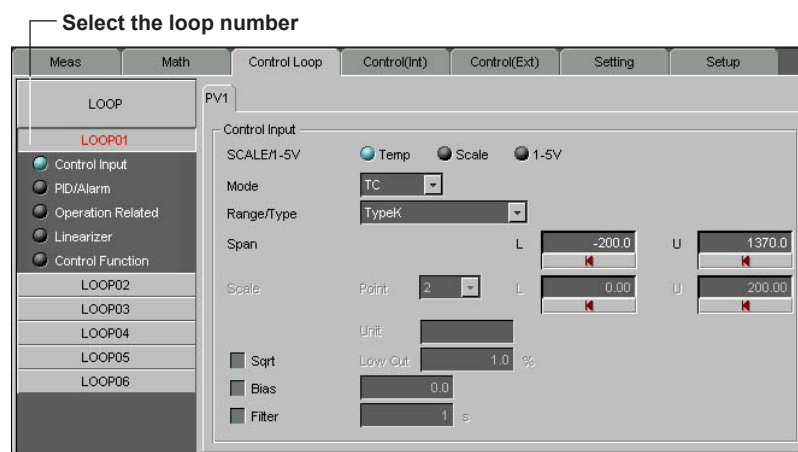 Select the loop number
Meas Math Control Loop Control(Int) Control(Ext) Setting Setup
LOOP
LOOP01
Control Input
PID/Alarm
Operation Related
Linearizer
Control Function
LOOP02
LOOP03
LOOP04
LOOP05
LOOP06
PV1
Control Input
SCALE/1-5V Temp Scale 1-5V
Mode TC
Range/Type TypeK
Span L -200.0 U 1370.0
Scale Point 2 L 0.00 U 200.00
Unit
Sqrt Low Cut 1.0 %
Bias 0.0
Filter 1 s